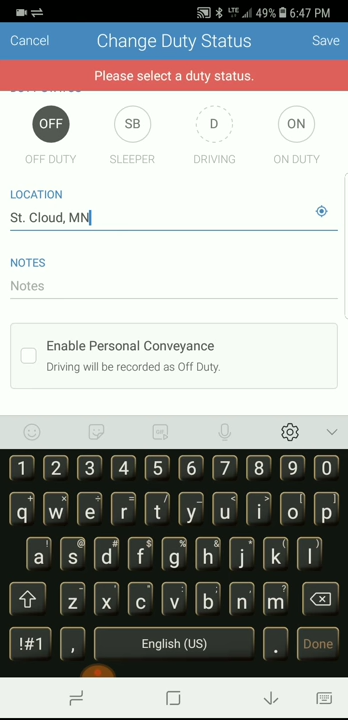 LTE 49% 6:47 PM
Cancel Change Duty Status Save
Please select a duty status.
OFF SB D ON
OFF DUTY SLEEPER DRIVING ON DUTY
LOCATION
St. Cloud, MN
NOTES
Notes
Enable Personal Conveyance
Driving will be recorded as Off Duty.
1 2 3 4 5 6 7 8 9 0
q w e r t y u i o p
a s d f g h j k l
z x c v b n m
!#1 , English (US) . Done